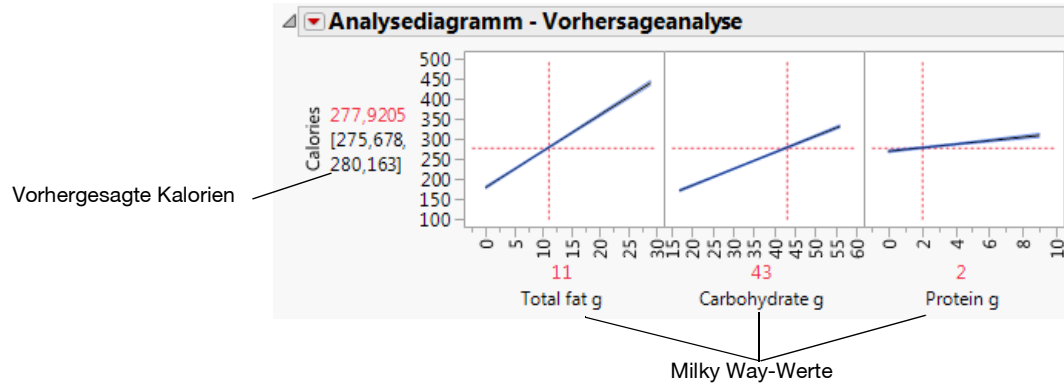 Analysediagramm - Vorhersageanalyse
500
450
400
350
300
250
200
150
100
Calories
277,9205
[275,678,
280,163]
Vorhergesagte Kalorien
0 5 10 15 20 25 30
15 20 25 30 35 40 45 50 55 60
0 2 4 6 8 10
11
43
2
Total fat g
Carbohydrate g
Protein g
Milky Way-Werte